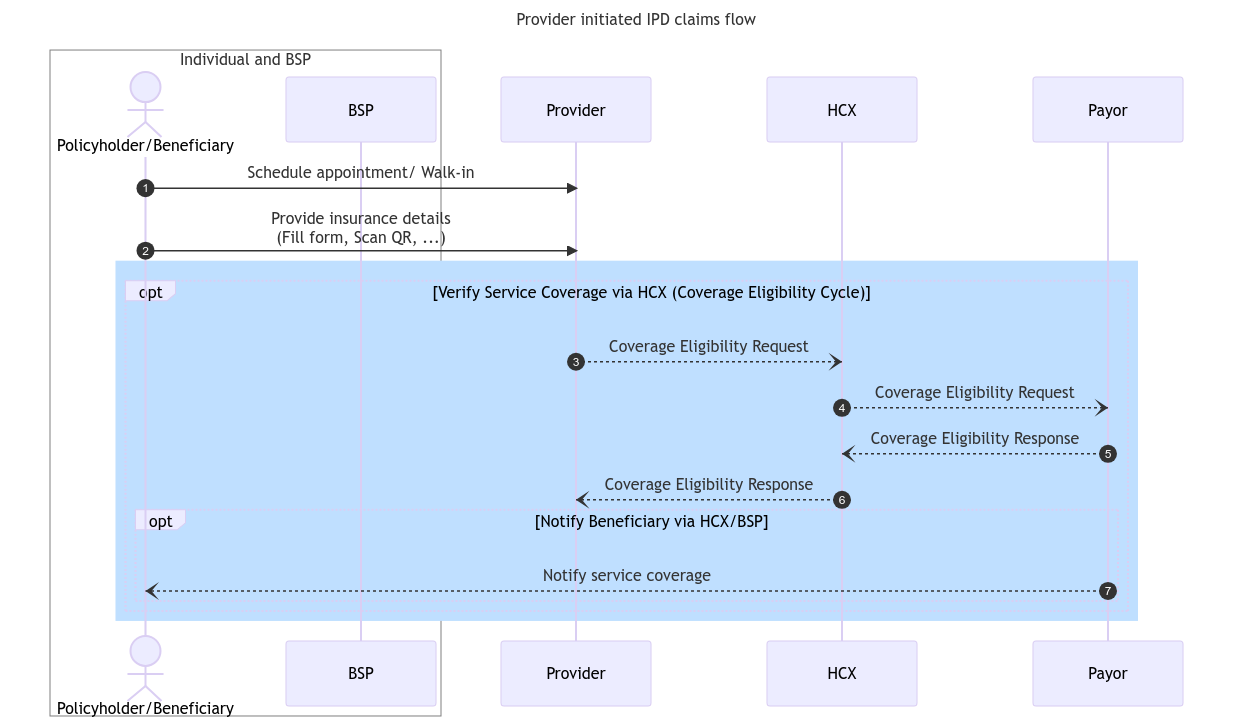 Provider initiated IPD claims flow
Individual and BSP
Policyholder/Beneficiary
BSP
Provider
HCX
Payor
Schedule appointment/ Walk-in
1
Provide insurance details
(Fill form, Scan QR, ...)
2
opt
[Verify Service Coverage via HCX (Coverage Eligibility Cycle)]
Coverage Eligibility Request
3
Coverage Eligibility Request
4
Coverage Eligibility Response
5
Coverage Eligibility Response
6
opt
[Notify Beneficiary via HCX/BSP]
Notify service coverage
7
Policyholder/Beneficiary
BSP
Provider
HCX
Payor